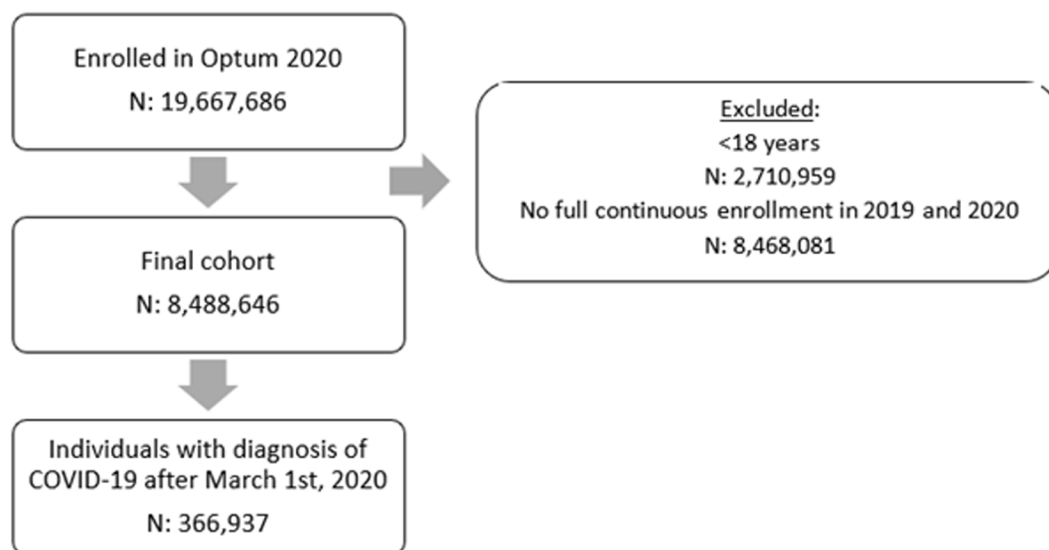 Enrolled in Optum 2020
N: 19,667,686
Excluded:
<18 years
N: 2,710,959
No full continuous enrollment in 2019 and 2020
N: 8,468,081
Final cohort
N: 8,488,646
Individuals with diagnosis of
COVID-19 after March 1st, 2020
N: 366,937